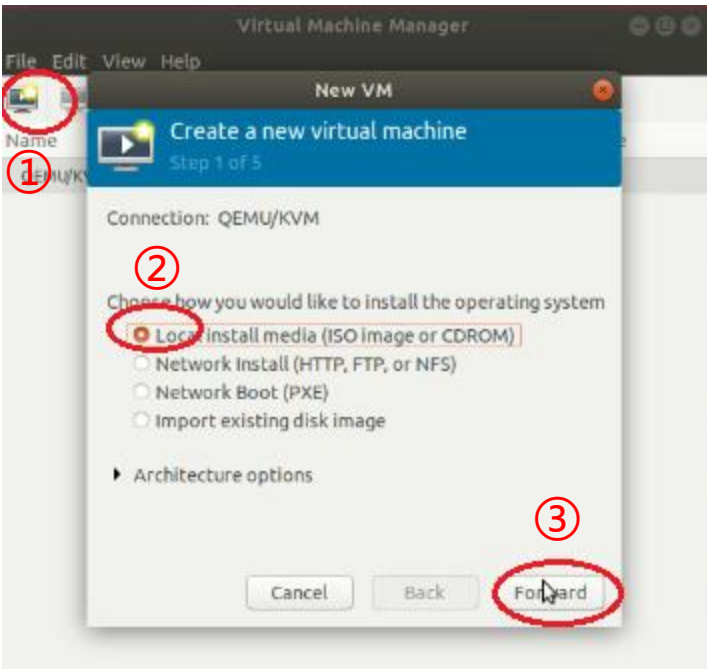 Virtual Machine Manager
File Edit View Help
New VM
Create a new virtual machine
Step 1 of 5
Name
①
QEMU/KV
Connection: QEMU/KVM
②
Choose how you would like to install the operating system
Local install media (ISO image or CDROM)
Network Install (HTTP, FTP, or NFS)
Network Boot (PXE)
Import existing disk image
Architecture options
③
Cancel Back Forward